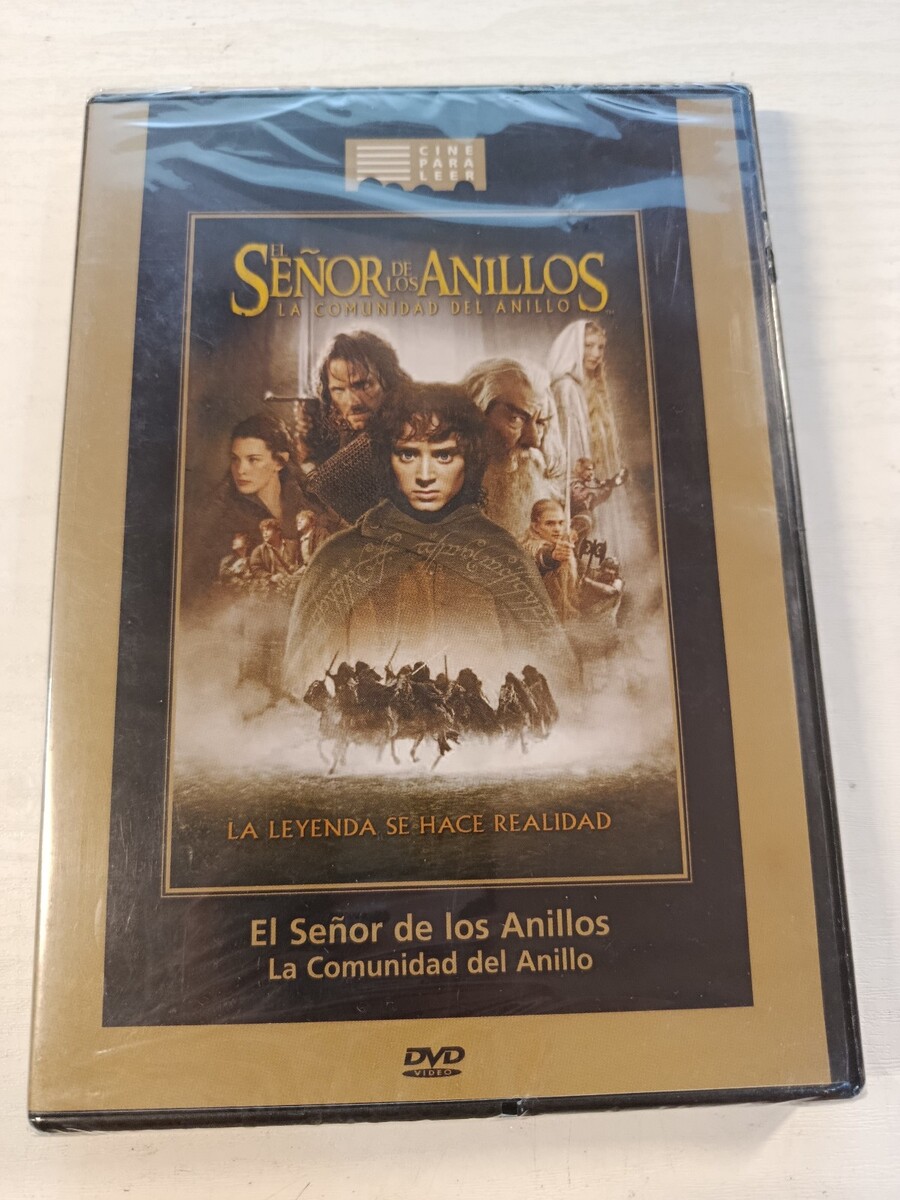 CINE
PARA
LEER
EL SEÑOR DE LOS ANILLOS
LA COMUNIDAD DEL ANILLO
LA LEYENDA SE HACE REALIDAD
El Señor de los Anillos
La Comunidad del Anillo
DVD
VIDEO